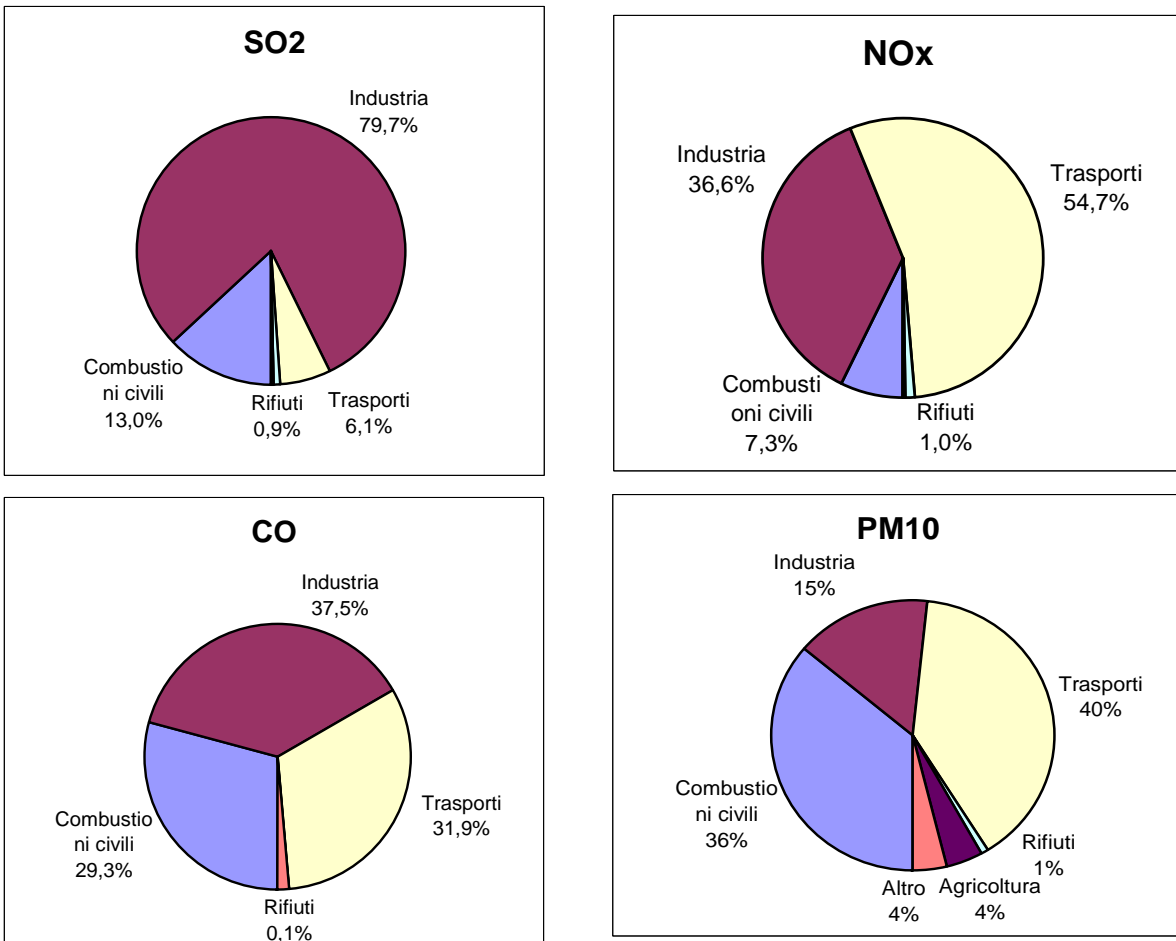 SO2
Industria
79,7%
Combustio
ni civili
13,0%
Rifiuti
0,9%
Trasporti
6,1%
NOx
Industria
36,6%
Trasporti
54,7%
Combusti
oni civili
7,3%
Rifiuti
1,0%
CO
Industria
37,5%
Combustio
ni civili
29,3%
Trasporti
31,9%
Rifiuti
0,1%
PM10
Industria
15%
Trasporti
40%
Combustio
ni civili
36%
Rifiuti
1%
Altro
4%
Agricoltura
4%